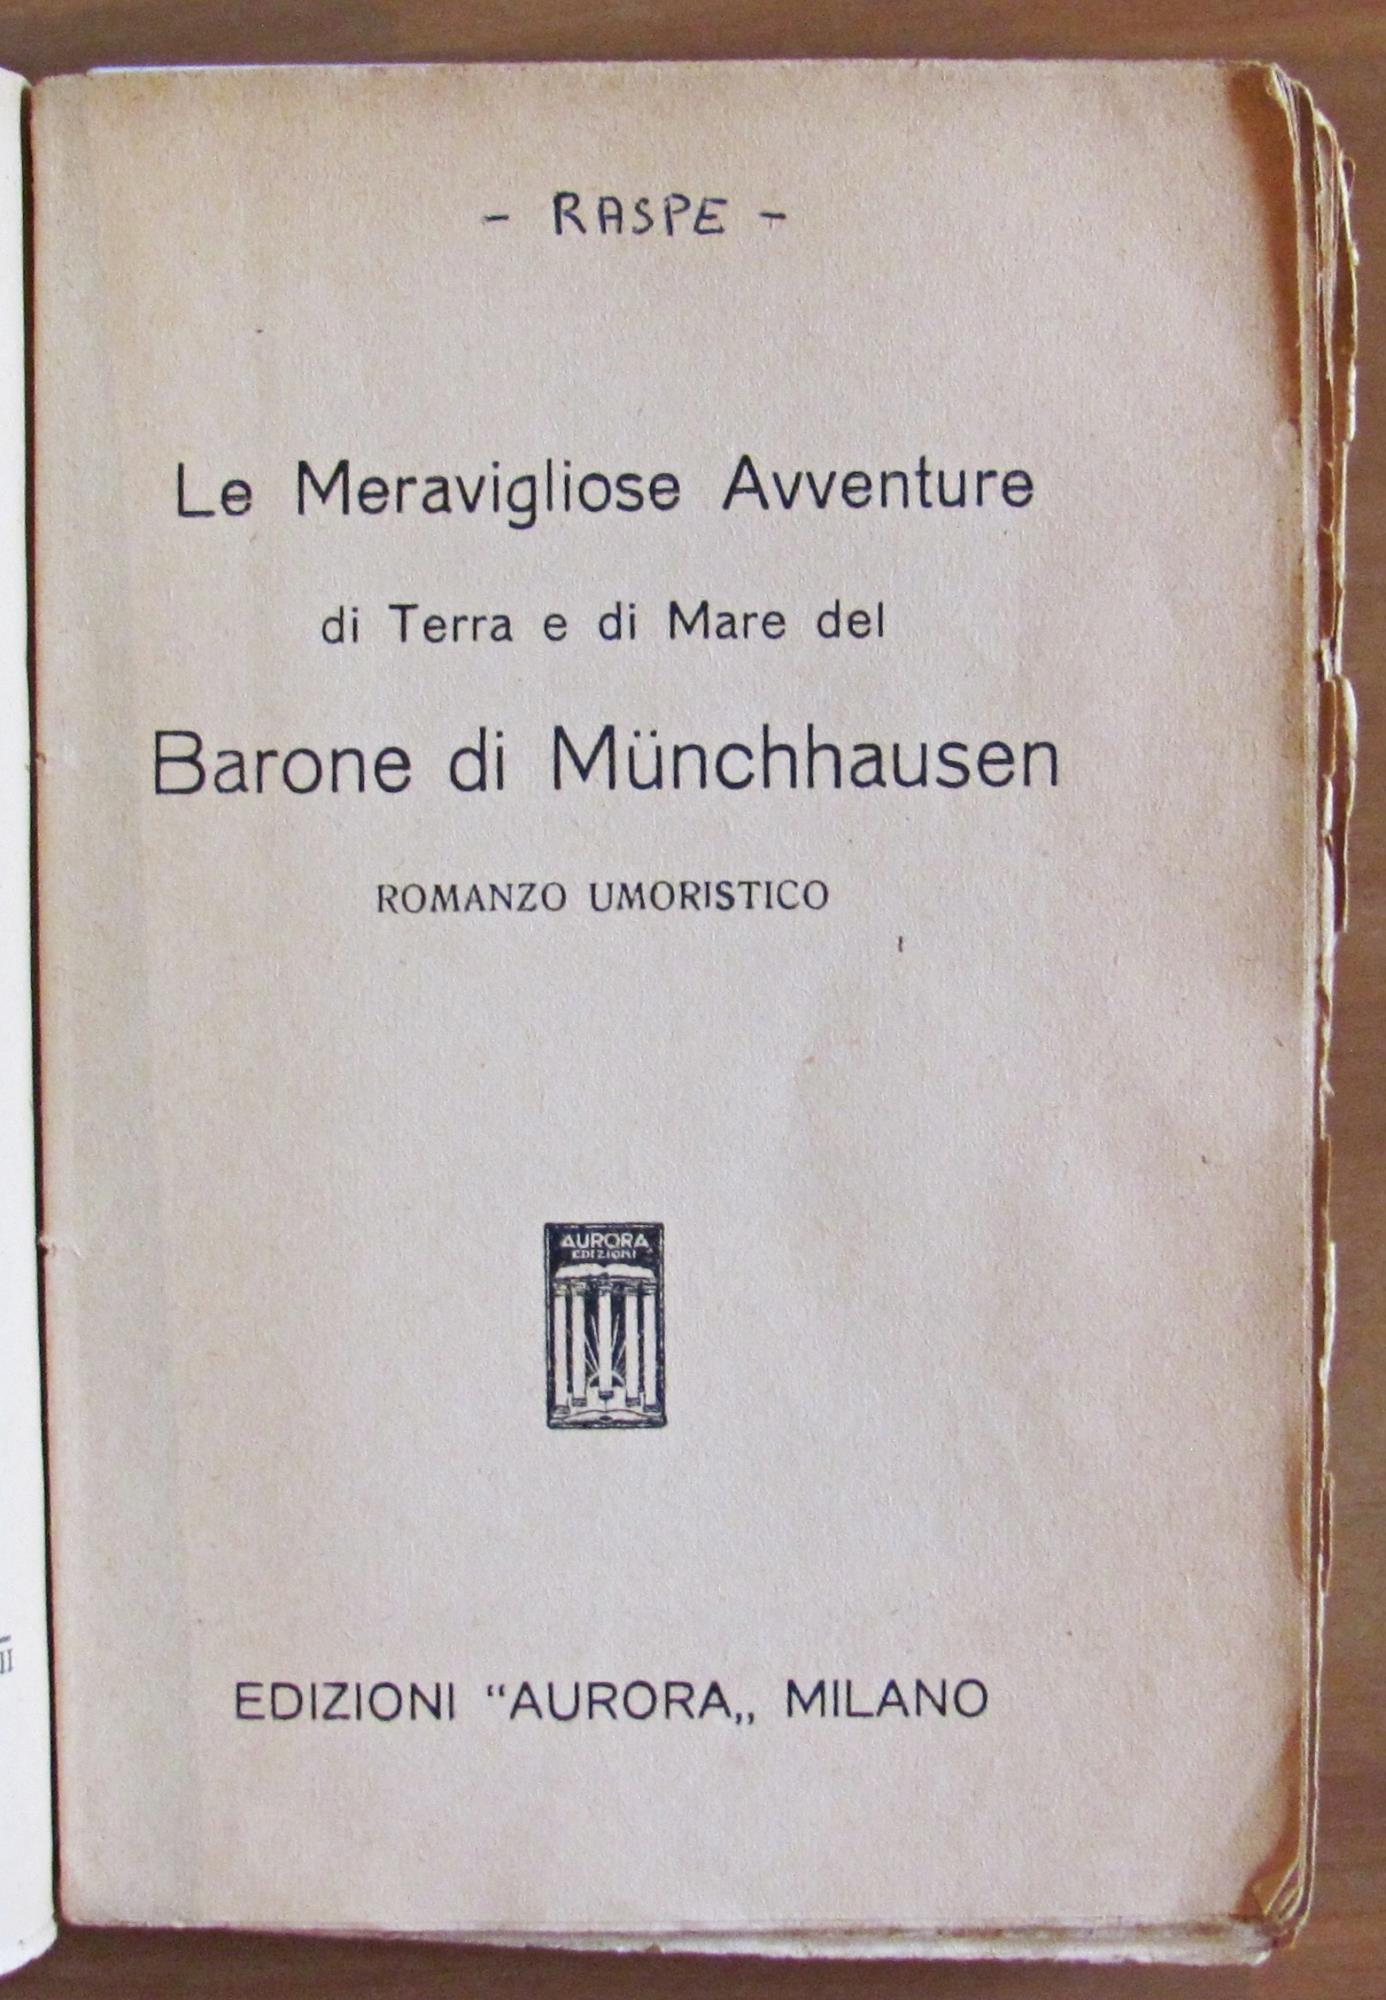 - RASPE -
Le Meravigliose Avventure
di Terra e di Mare del
Barone di Münchhausen
ROMANZO UMORISTICO
AURORA
EDIZIONI
EDIZIONI “AURORA„ MILANO
II